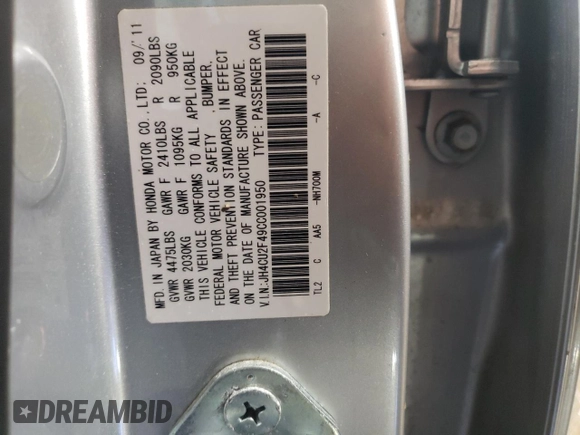 MFD. IN JAPAN BY HONDA MOTOR CO., LTD. 09/11
GVWR 4475LBS GAWR F 2410LBS R 2090LBS
GVWR 2030KG GAWR F 1095KG R 950KG
THIS VEHICLE CONFORMS TO ALL APPLICABLE
FEDERAL MOTOR VEHICLE SAFETY, BUMPER,
AND THEFT PREVENTION STANDARDS IN EFFECT
ON THE DATE OF MANUFACTURE SHOWN ABOVE.
V.I.N.:JH4CU2F49CC001950 TYPE: PASSENGER CAR
TL2 C AA5 -NH700M -A -C
DREAMBID